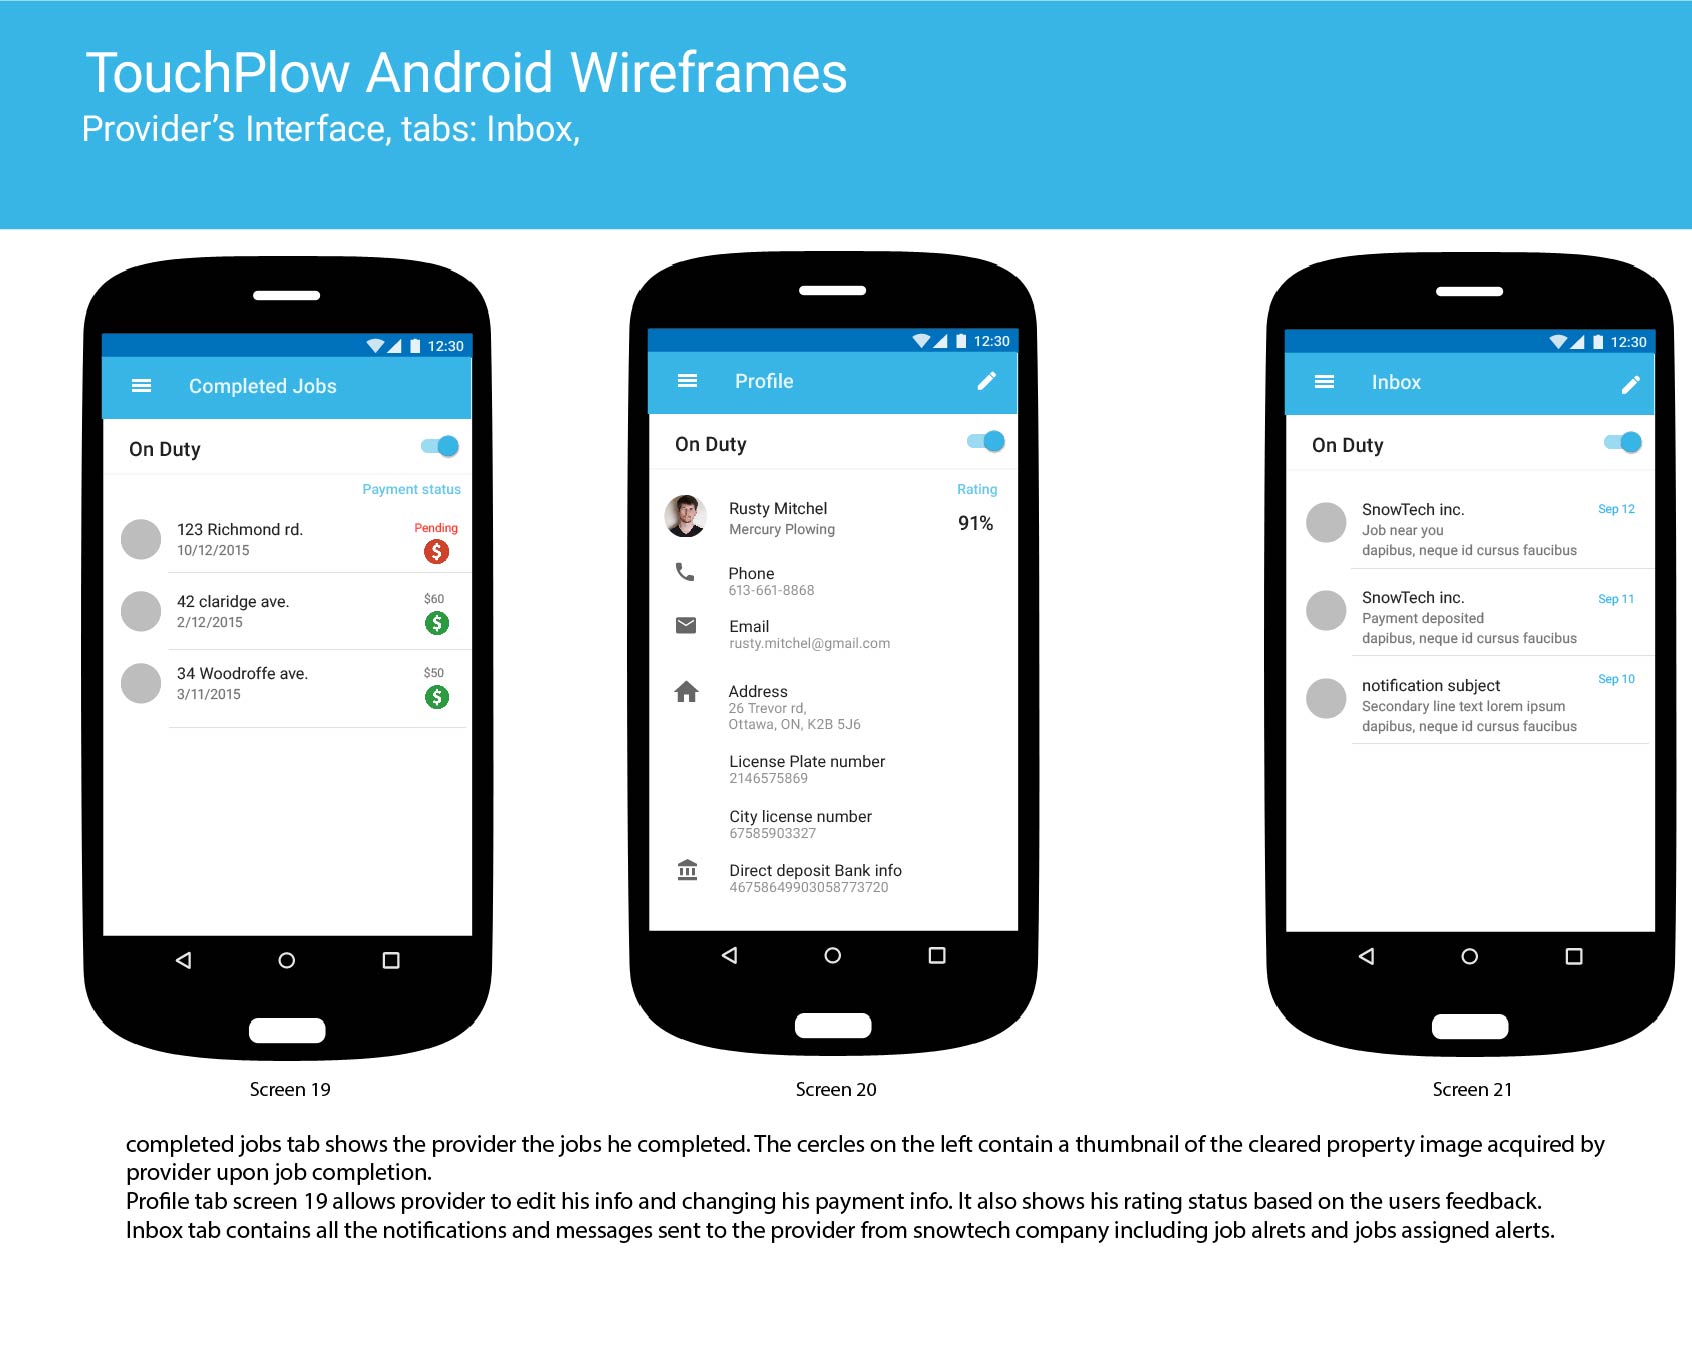 TouchPlow Android Wireframes
Provider's Interface, tabs: Inbox,
12:30
Completed Jobs
On Duty
Payment status
123 Richmond rd.
10/12/2015
Pending
$
42 claridge ave.
2/12/2015
$60
$
34 Woodroffe ave.
3/11/2015
$50
$
Screen 19
12:30
Profile
On Duty
Rating
Rusty Mitchel
Mercury Plowing
91%
Phone
613-661-8868
Email
rusty.mitchel@gmail.com
Address
26 Trevor rd,
Ottawa, ON, K2B 5J6
License Plate number
2146575869
City license number
67585903327
Direct deposit Bank info
46758649903058773720
Screen 20
12:30
Inbox
On Duty
SnowTech inc.
Sep 12
Job near you
dapibus, neque id cursus faucibus
SnowTech inc.
Sep 11
Payment deposited
dapibus, neque id cursus faucibus
notification subject
Sep 10
Secondary line text lorem ipsum
dapibus, neque id cursus faucibus
Screen 21
completed jobs tab shows the provider the jobs he completed. The cercles on the left contain a thumbnail of the cleared property image acquired by
provider upon job completion.
Profile tab screen 19 allows provider to edit his info and changing his payment info. It also shows his rating status based on the users feedback.
Inbox tab contains all the notifications and messages sent to the provider from snowtech company including job alrets and jobs assigned alerts.